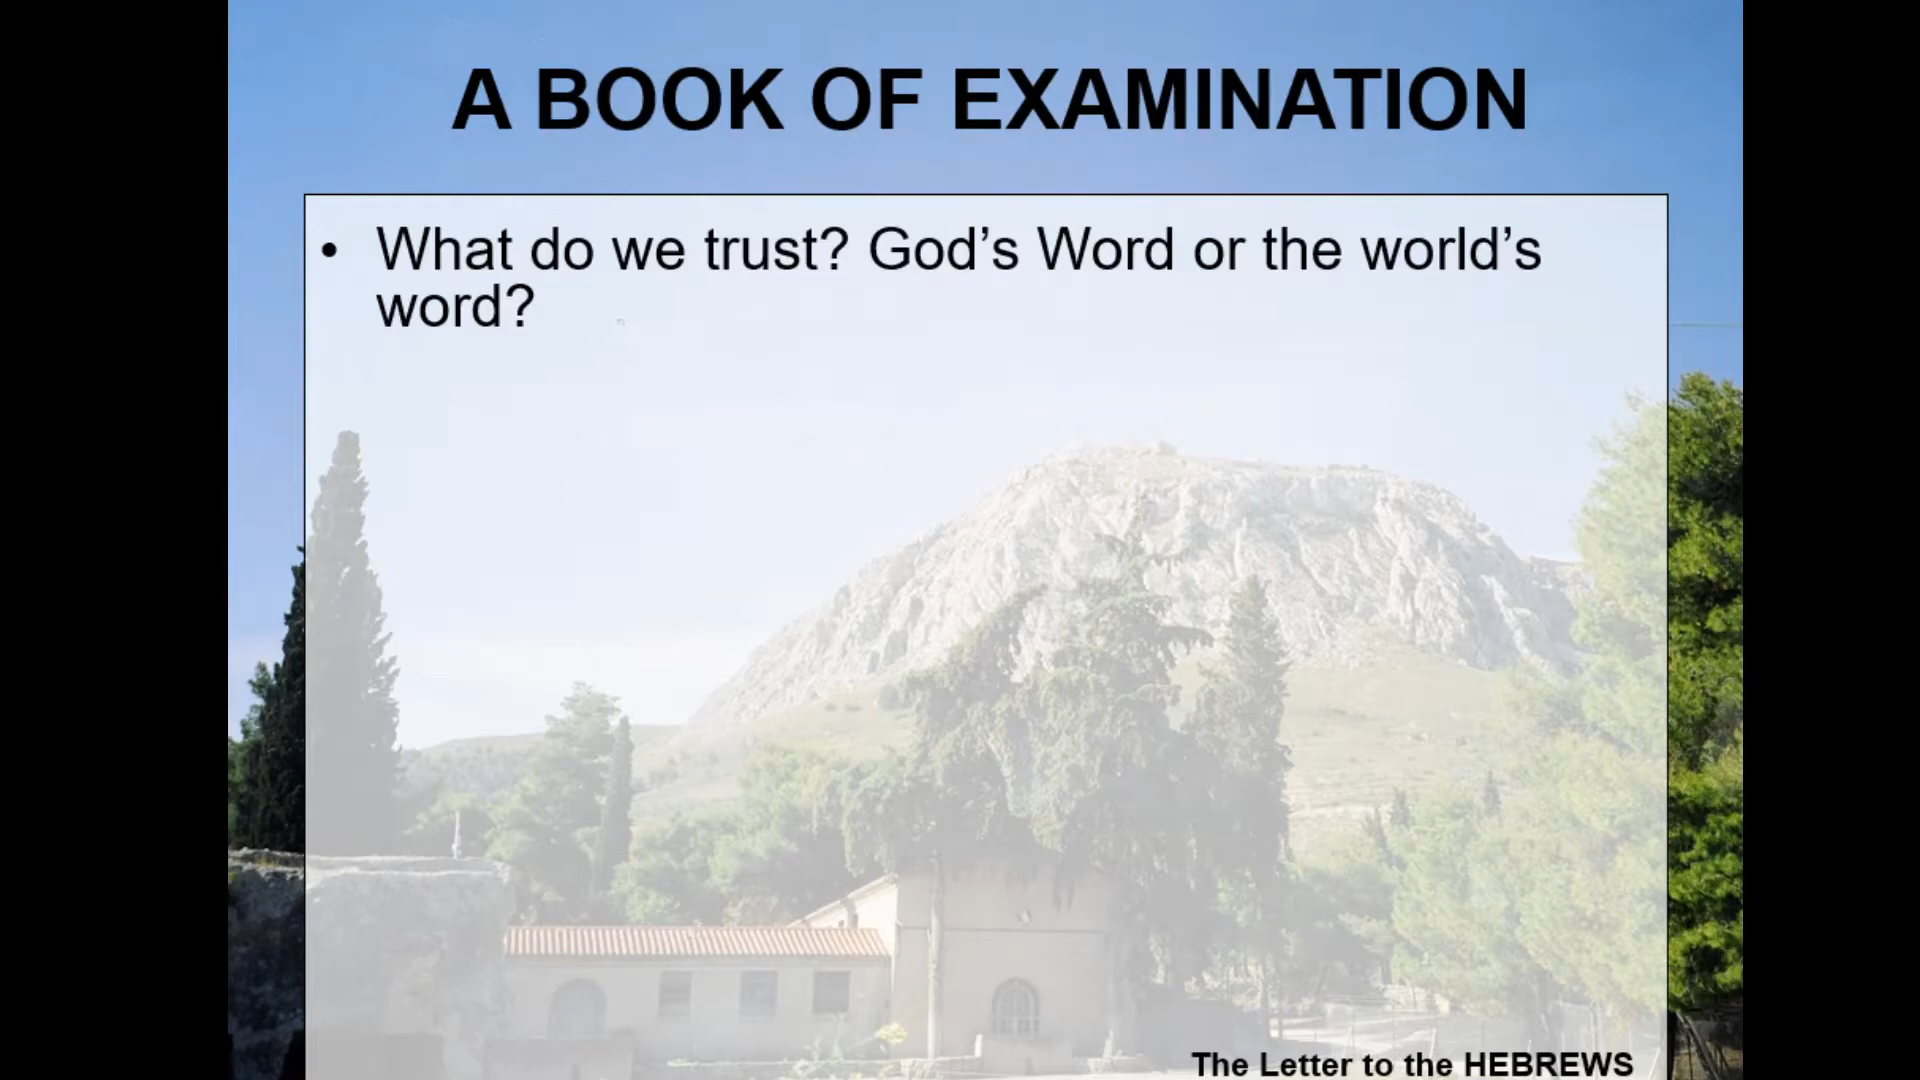 A BOOK OF EXAMINATION
• What do we trust? God’s Word or the world’s
word?
The Letter to the HEBREWS